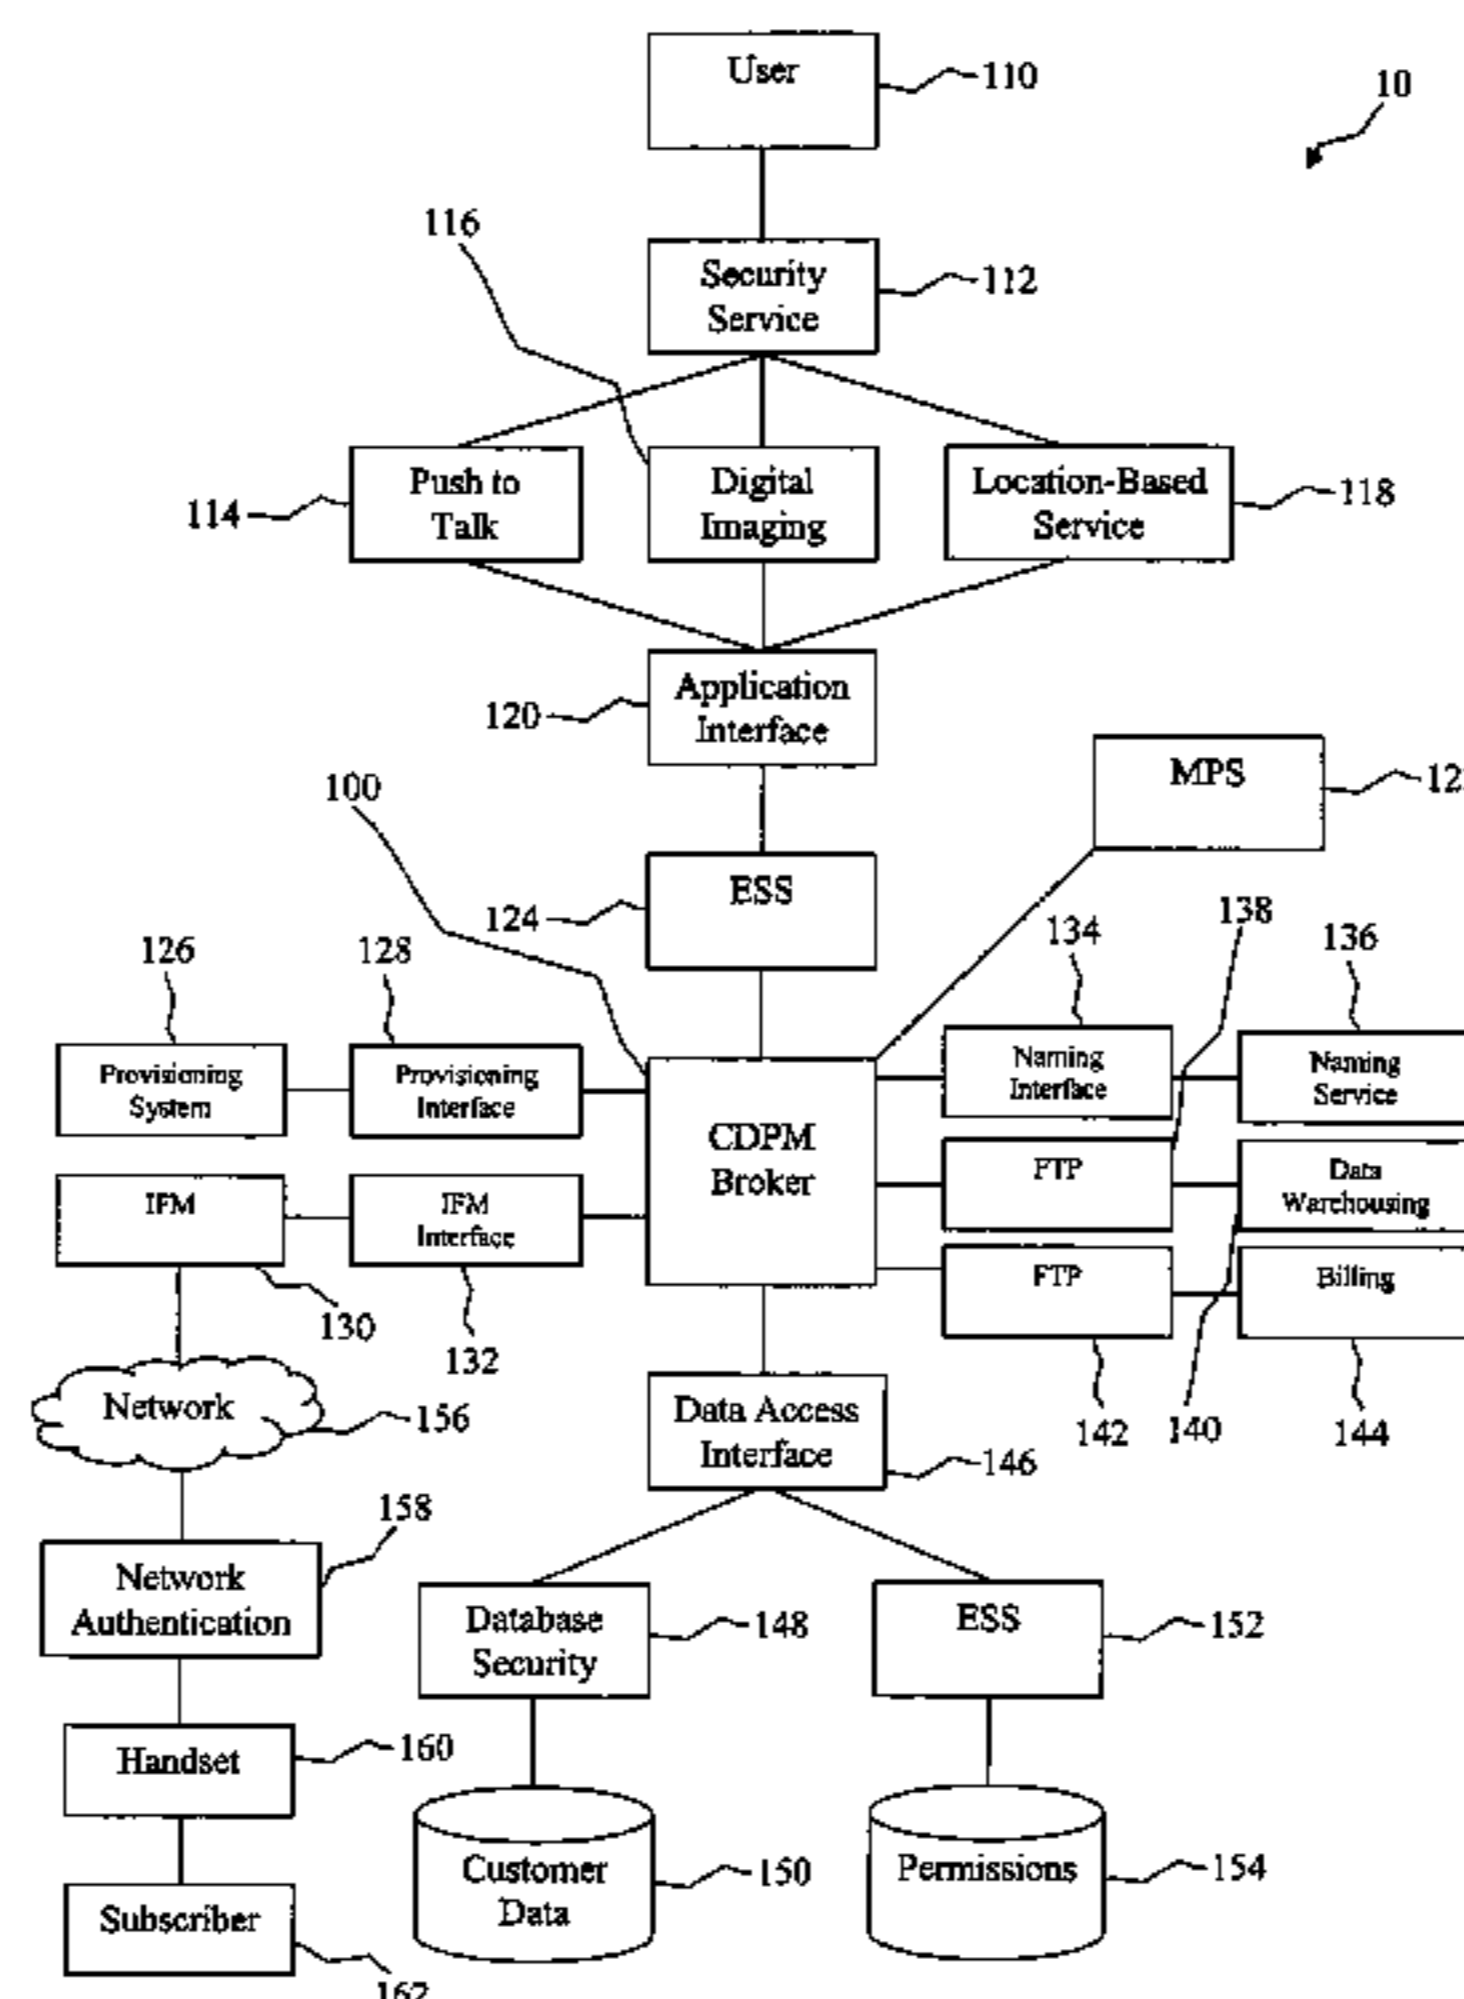 User
110
10
116
Security
Service
112
Push to
Talk
114
Digital
Imaging
Location-Based
Service
118
Application
Interface
120
MPS
100
ESS
124
138
134
136
126
128
Provisioning
System
Provisioning
Interface
CDPM
Broker
Naming
Interface
Naming
Service
FTP
Data
Warehousing
IFM
IFM
Interface
FTP
Billing
130
132
142
140
144
Network
156
Data Access
Interface
146
158
Network
Authentication
Database
Security
148
ESS
152
Handset
160
Customer
Data
150
Permissions
154
Subscriber
162